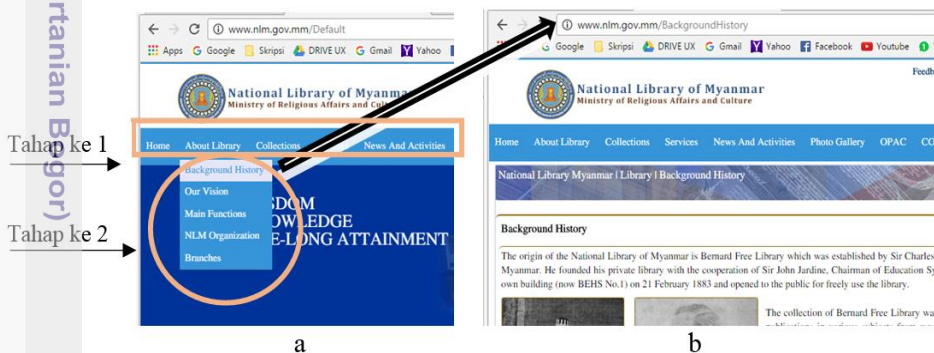 rtanian Bogor)
Tahap ke 1
Tahap ke 2
www.nlm.gov.mm/Default
Apps Google Skripsi DRIVE UX Gmail Yahoo
National Library of Myanmar
Ministry of Religious Affairs and
Home About Library Collections News And Activities
Background History
Our Vision
Main Functions
NLM Organization
Branches
SDOM
OWLEDGE
E-LONG ATTAINMENT
a
www.nlm.gov.mm/BackgroundHistory
Google Skripsi DRIVE UX Gmail Yahoo Facebook Youtube
Feedb
National Library of Myanmar
Ministry of Religious Affairs and Culture
Home About Library Collections Services News And Activities Photo Gallery OPAC CO
National Library Myanmar | Library | Background History
Background History
The origin of the National Library of Myanmar is Bernard Free Library which was established by Sir Charles
Myanmar. He founded his private library with the cooperation of Sir John Jardine, Chairman of Education Sy
own building (now BEHS No.1) on 21 February 1883 and opened to the public for freely use the library.
The collection of Bernard Free Library wa
b